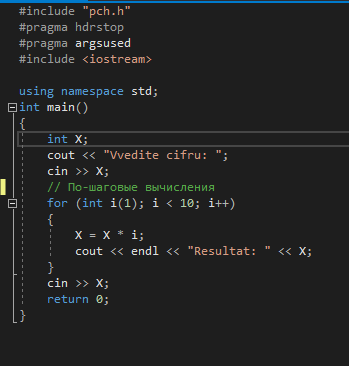 #include "pch.h"
#pragma hdrstop
#pragma argsused
#include <iostream>

using namespace std;
int main()
{
    int X;
    cout << "Vvedite cifru: ";
    cin >> X;
    // По-шаговые вычисления
    for (int i(1); i < 10; i++)
    {
        X = X * i;
        cout << endl << "Resultat: " << X;
    }
    cin >> X;
    return 0;
}